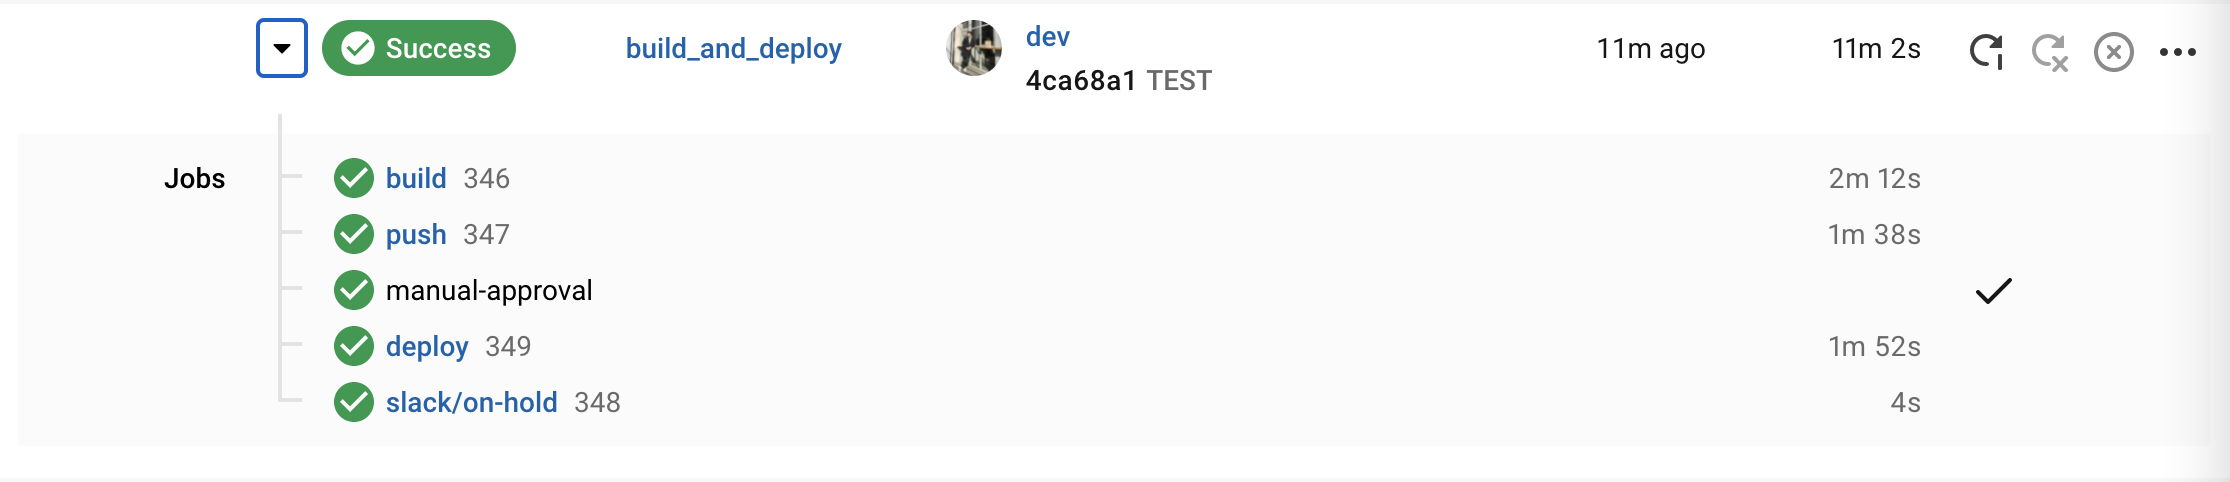 Success build_and_deploy dev 11m ago 11m 2s
4ca68a1 TEST
Jobs build 346 2m 12s
push 347 1m 38s
manual-approval
deploy 349 1m 52s
slack/on-hold 348 4s